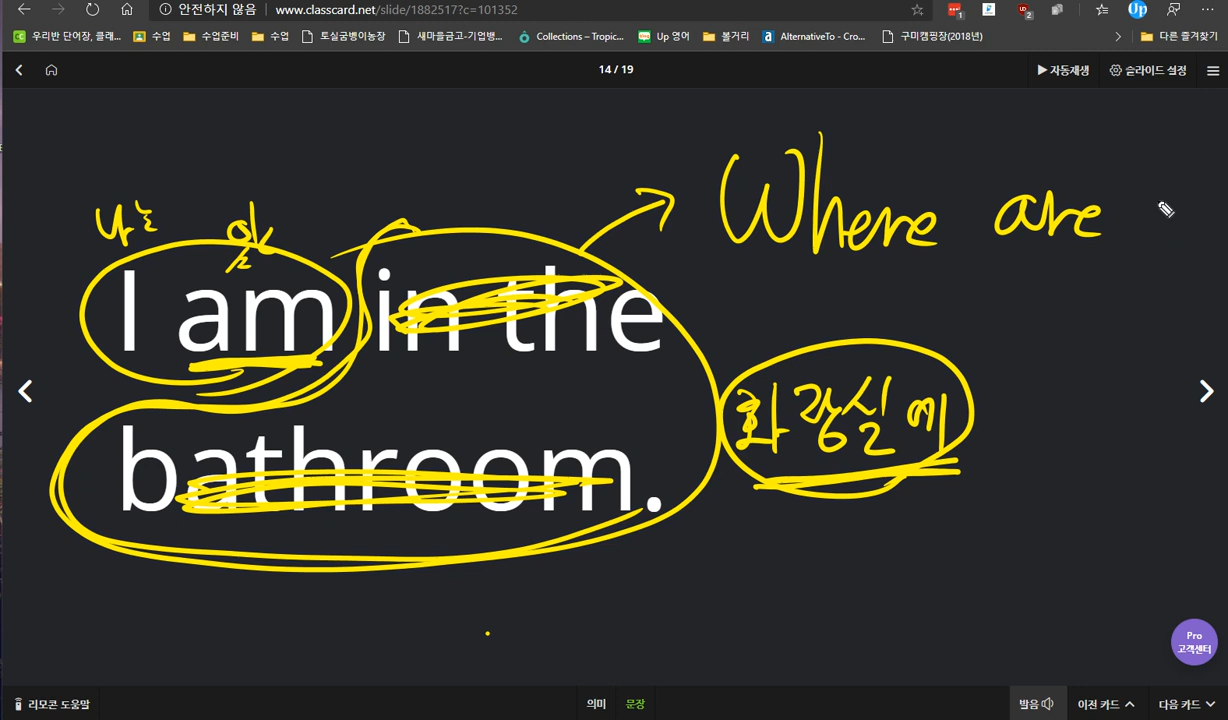 안전하지 않음 www.classcard.net/slide/1882517?c=101352
우리반 단어장, 클래... 수업 수업준비 수업 토실굼벵이농장 새마을금고-기업뱅... Collections – Tropic... Up 영어 볼거리 AlternativeTo - Cro... 구미캠핑장(2018년) 다른 즐겨찾기
14 / 19 자동재생 슬라이드 설정
Where are
나는
I am in the
화장실에
bathroom.
Pro
고객센터
리모콘 도움말 의미 문장 발음 이전 카드 다음 카드